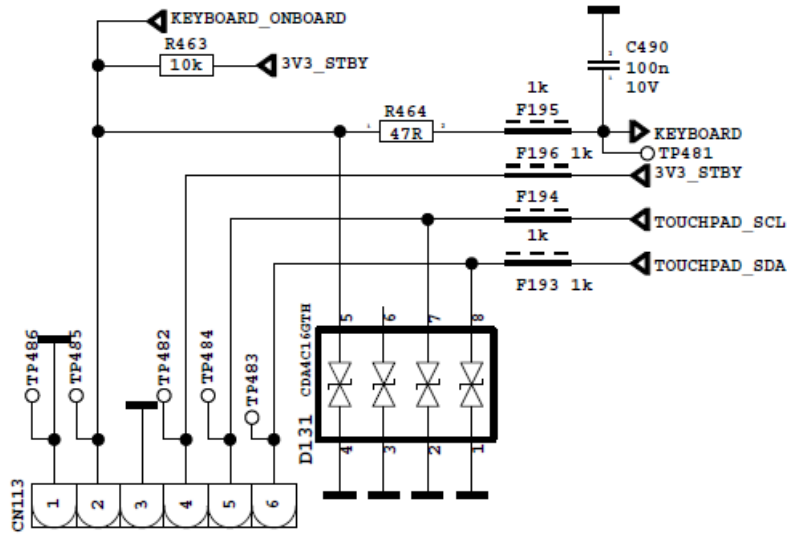 KEYBOARD_ONBOARD
R463
10k
3V3_STBY
C490
100n
10V
1k
F195
R464
1 47R 2
KEYBOARD
TP481
F196 1k
3V3_STBY
F194
TOUCHPAD_SCL
1k
TOUCHPAD_SDA
F193 1k
TP486
TP485
TP482
TP484
TP483
CDA4C16GTH
5 6 7 8
D131
4 3 2 1
CN113
1 2 3 4 5 6